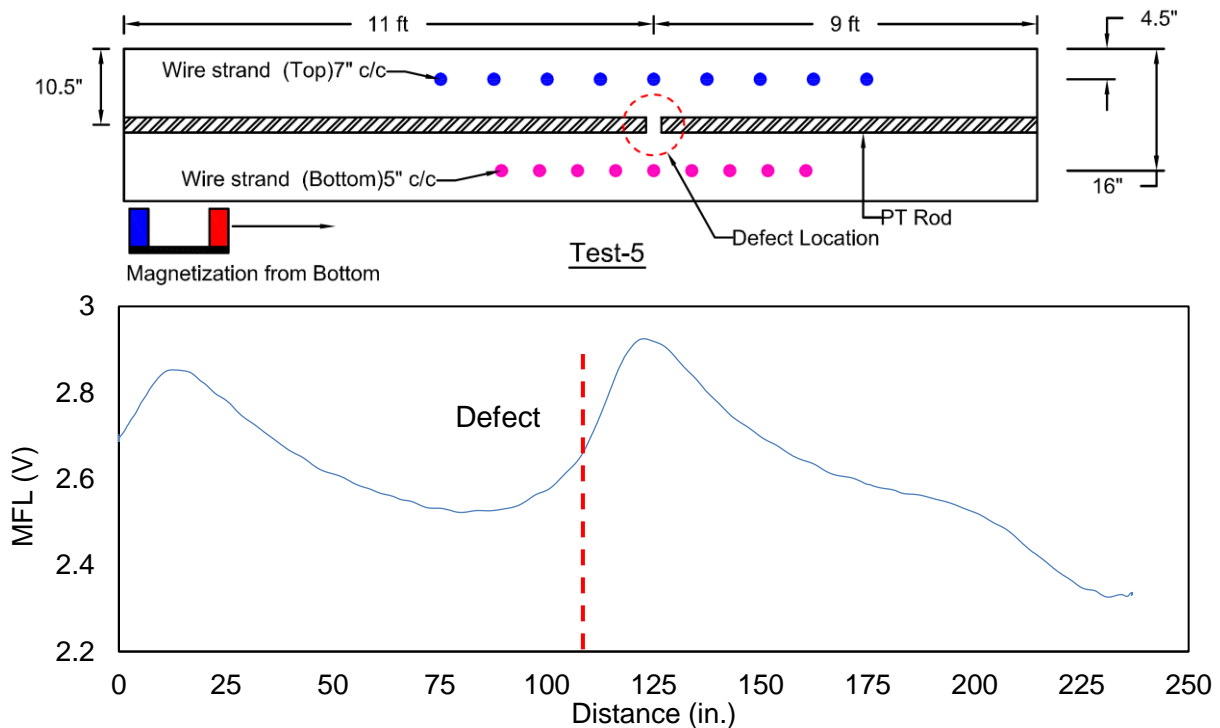 11 ft
9 ft
4.5"
10.5"
Wire strand (Top)7" c/c
Wire strand (Bottom)5" c/c
16"
PT Rod
Defect Location
Magnetization from Bottom
Test-5
3
2.8
2.6
2.4
2.2
MFL (V)
Defect
0
25
50
75
100
125
150
175
200
225
250
Distance (in.)